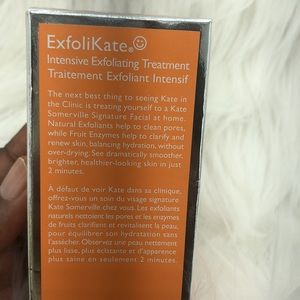 ExfoliKate®
Intensive Exfoliating Treatment
Traitement Exfoliant Intensif
The next best thing to seeing Kate in
the Clinic is treating yourself to a Kate
Somerville Signature Facial at home.
Natural Exfoliants help to clean pores,
while Fruit Enzymes help to clarify and
renew skin, balancing hydration, without
over-drying. See dramatically smoother,
brighter, healthier-looking skin in just
2 minutes.
À défaut de voir Kate dans sa clinique,
offrez-vous un soin du visage signature
Kate Somerville chez vous. Les exfoliants
naturels nettoient les pores et les enzymes
de fruits clarifient et revitalisent la peau,
pour équilibrer son hydratation sans
l'assécher. Observez une peau nettement
plus lisse, plus éclatante et d'apparence
plus saine en seulement 2 minutes.